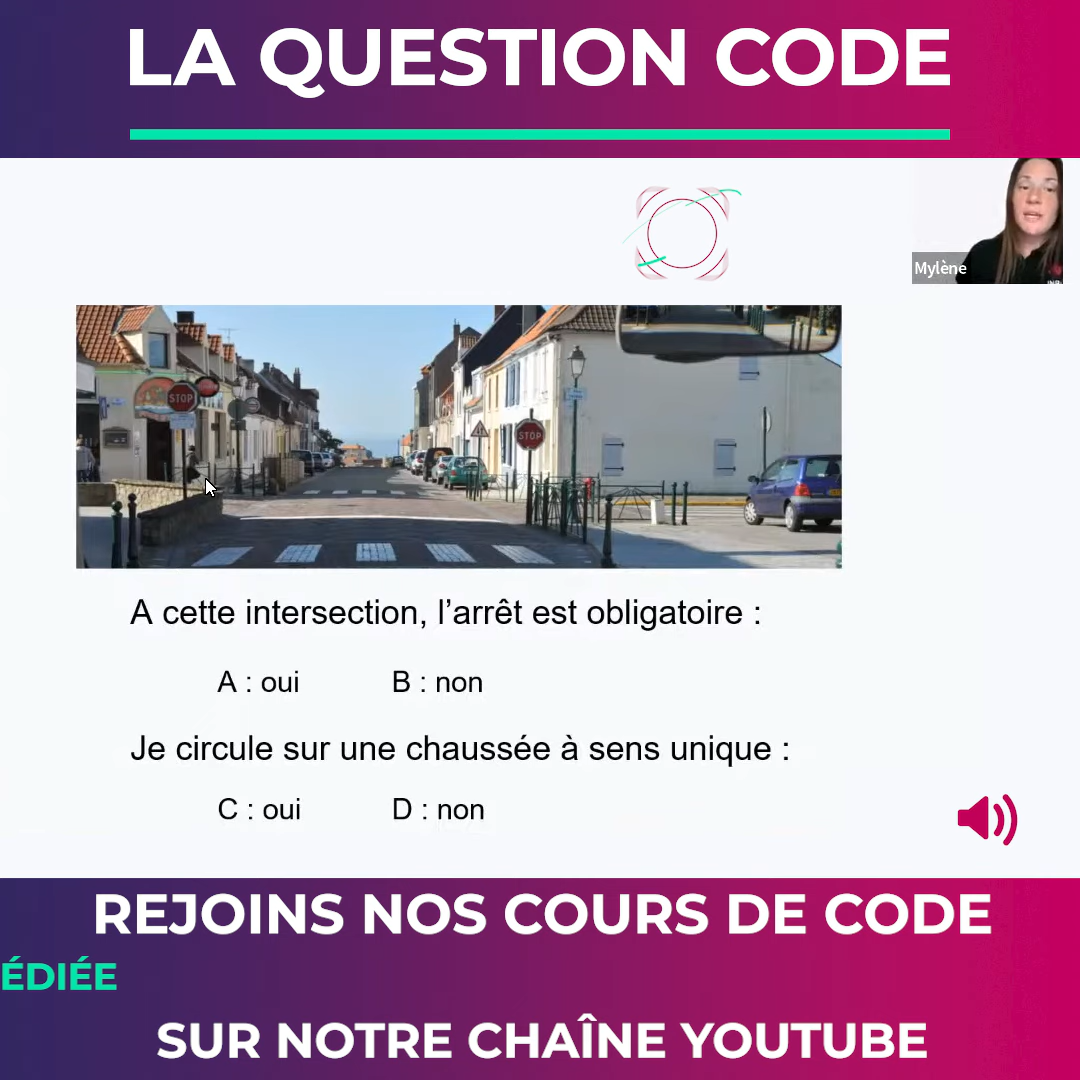 LA QUESTION CODE
Mylène
STOP
STOP
A cette intersection, l’arrêt est obligatoire :
A : oui B : non
Je circule sur une chaussée à sens unique :
C : oui D : non
REJOINS NOS COURS DE CODE
ÉDIÉE
SUR NOTRE CHAÎNE YOUTUBE